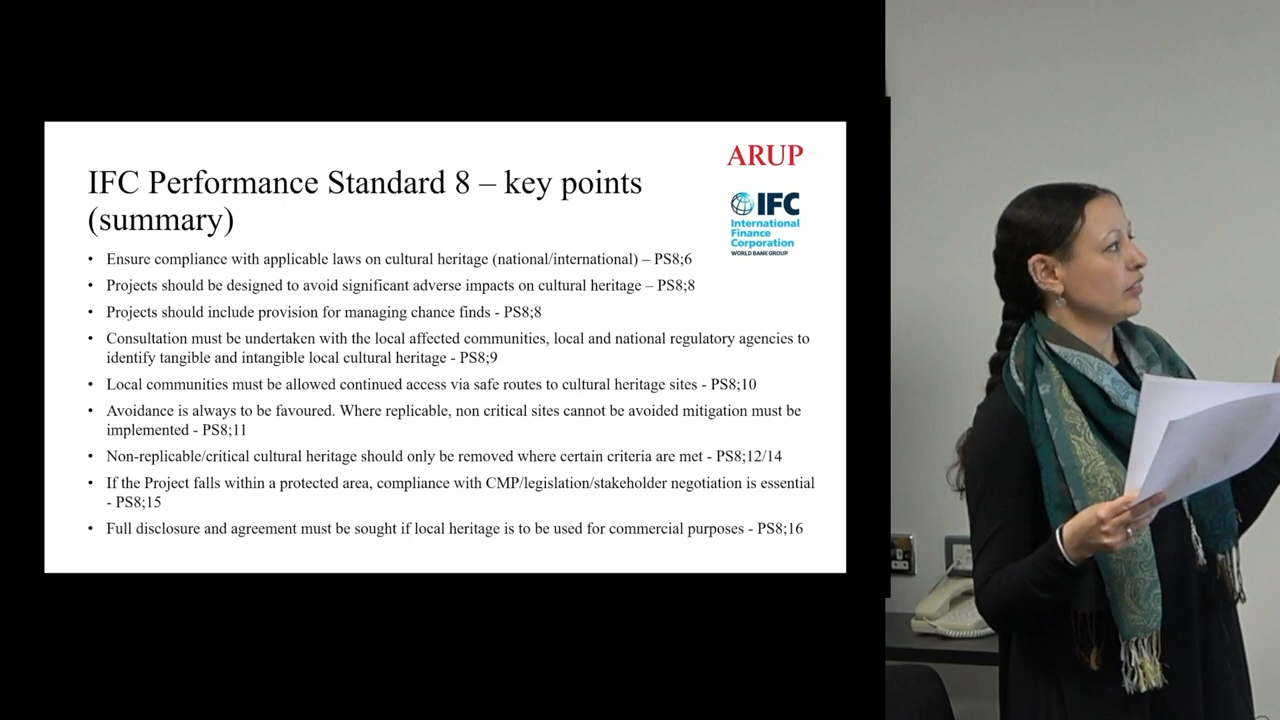 ARUP
IFC Performance Standard 8 – key points
(summary)
IFC
International
Finance
Corporation
WORLD BANK GROUP
• Ensure compliance with applicable laws on cultural heritage (national/international) – PS8;6
• Projects should be designed to avoid significant adverse impacts on cultural heritage – PS8;8
• Projects should include provision for managing chance finds - PS8;8
• Consultation must be undertaken with the local affected communities, local and national regulatory agencies to
identify tangible and intangible local cultural heritage - PS8;9
• Local communities must be allowed continued access via safe routes to cultural heritage sites - PS8;10
• Avoidance is always to be favoured. Where replicable, non critical sites cannot be avoided mitigation must be
implemented - PS8;11
• Non-replicable/critical cultural heritage should only be removed where certain criteria are met - PS8;12/14
• If the Project falls within a protected area, compliance with CMP/legislation/stakeholder negotiation is essential
- PS8;15
• Full disclosure and agreement must be sought if local heritage is to be used for commercial purposes - PS8;16